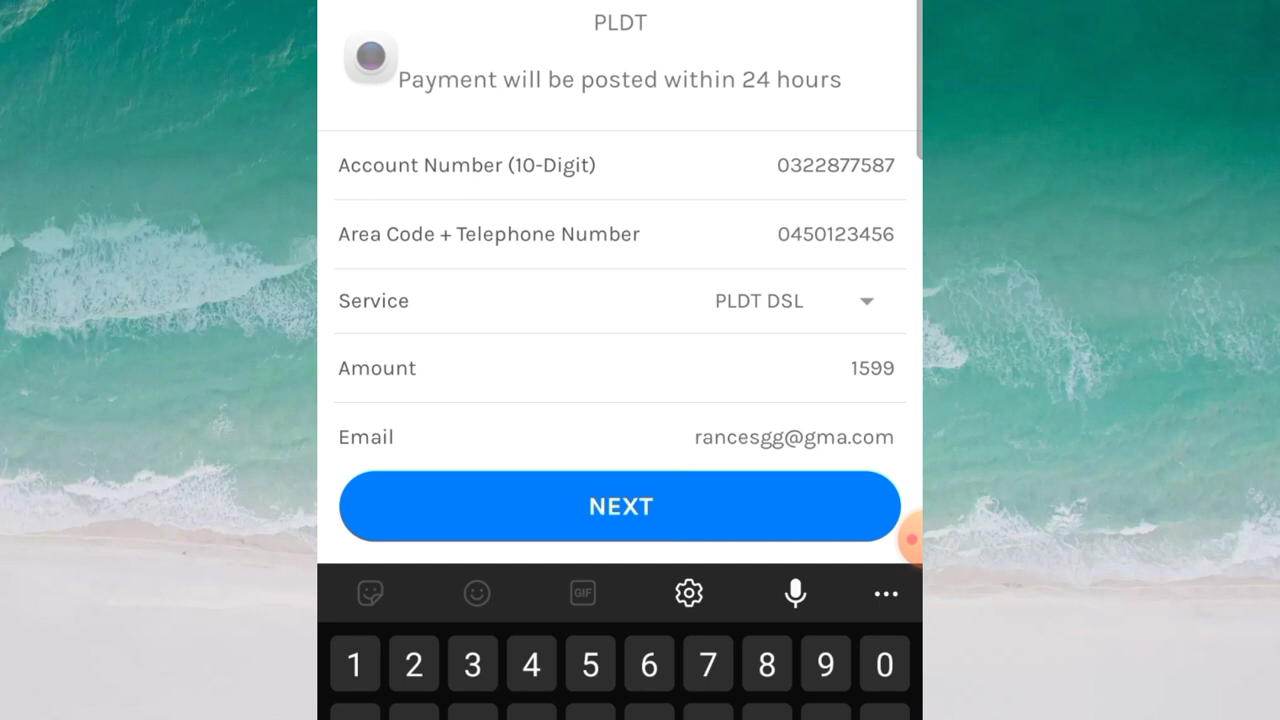 PLDT
Payment will be posted within 24 hours
Account Number (10-Digit) 0322877587
Area Code + Telephone Number 0450123456
Service PLDT DSL
Amount 1599
Email rancesgg@gma.com
NEXT
GIF
1 2 3 4 5 6 7 8 9 0